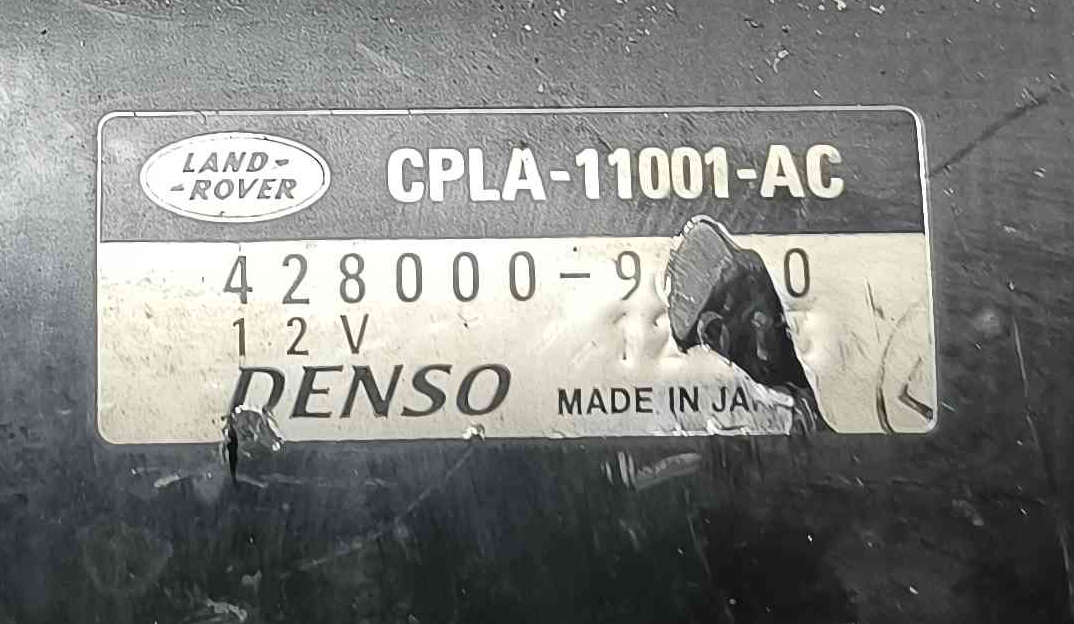 LAND-
-ROVER
CPLA-11001-AC
12V
DENSO
MADE IN